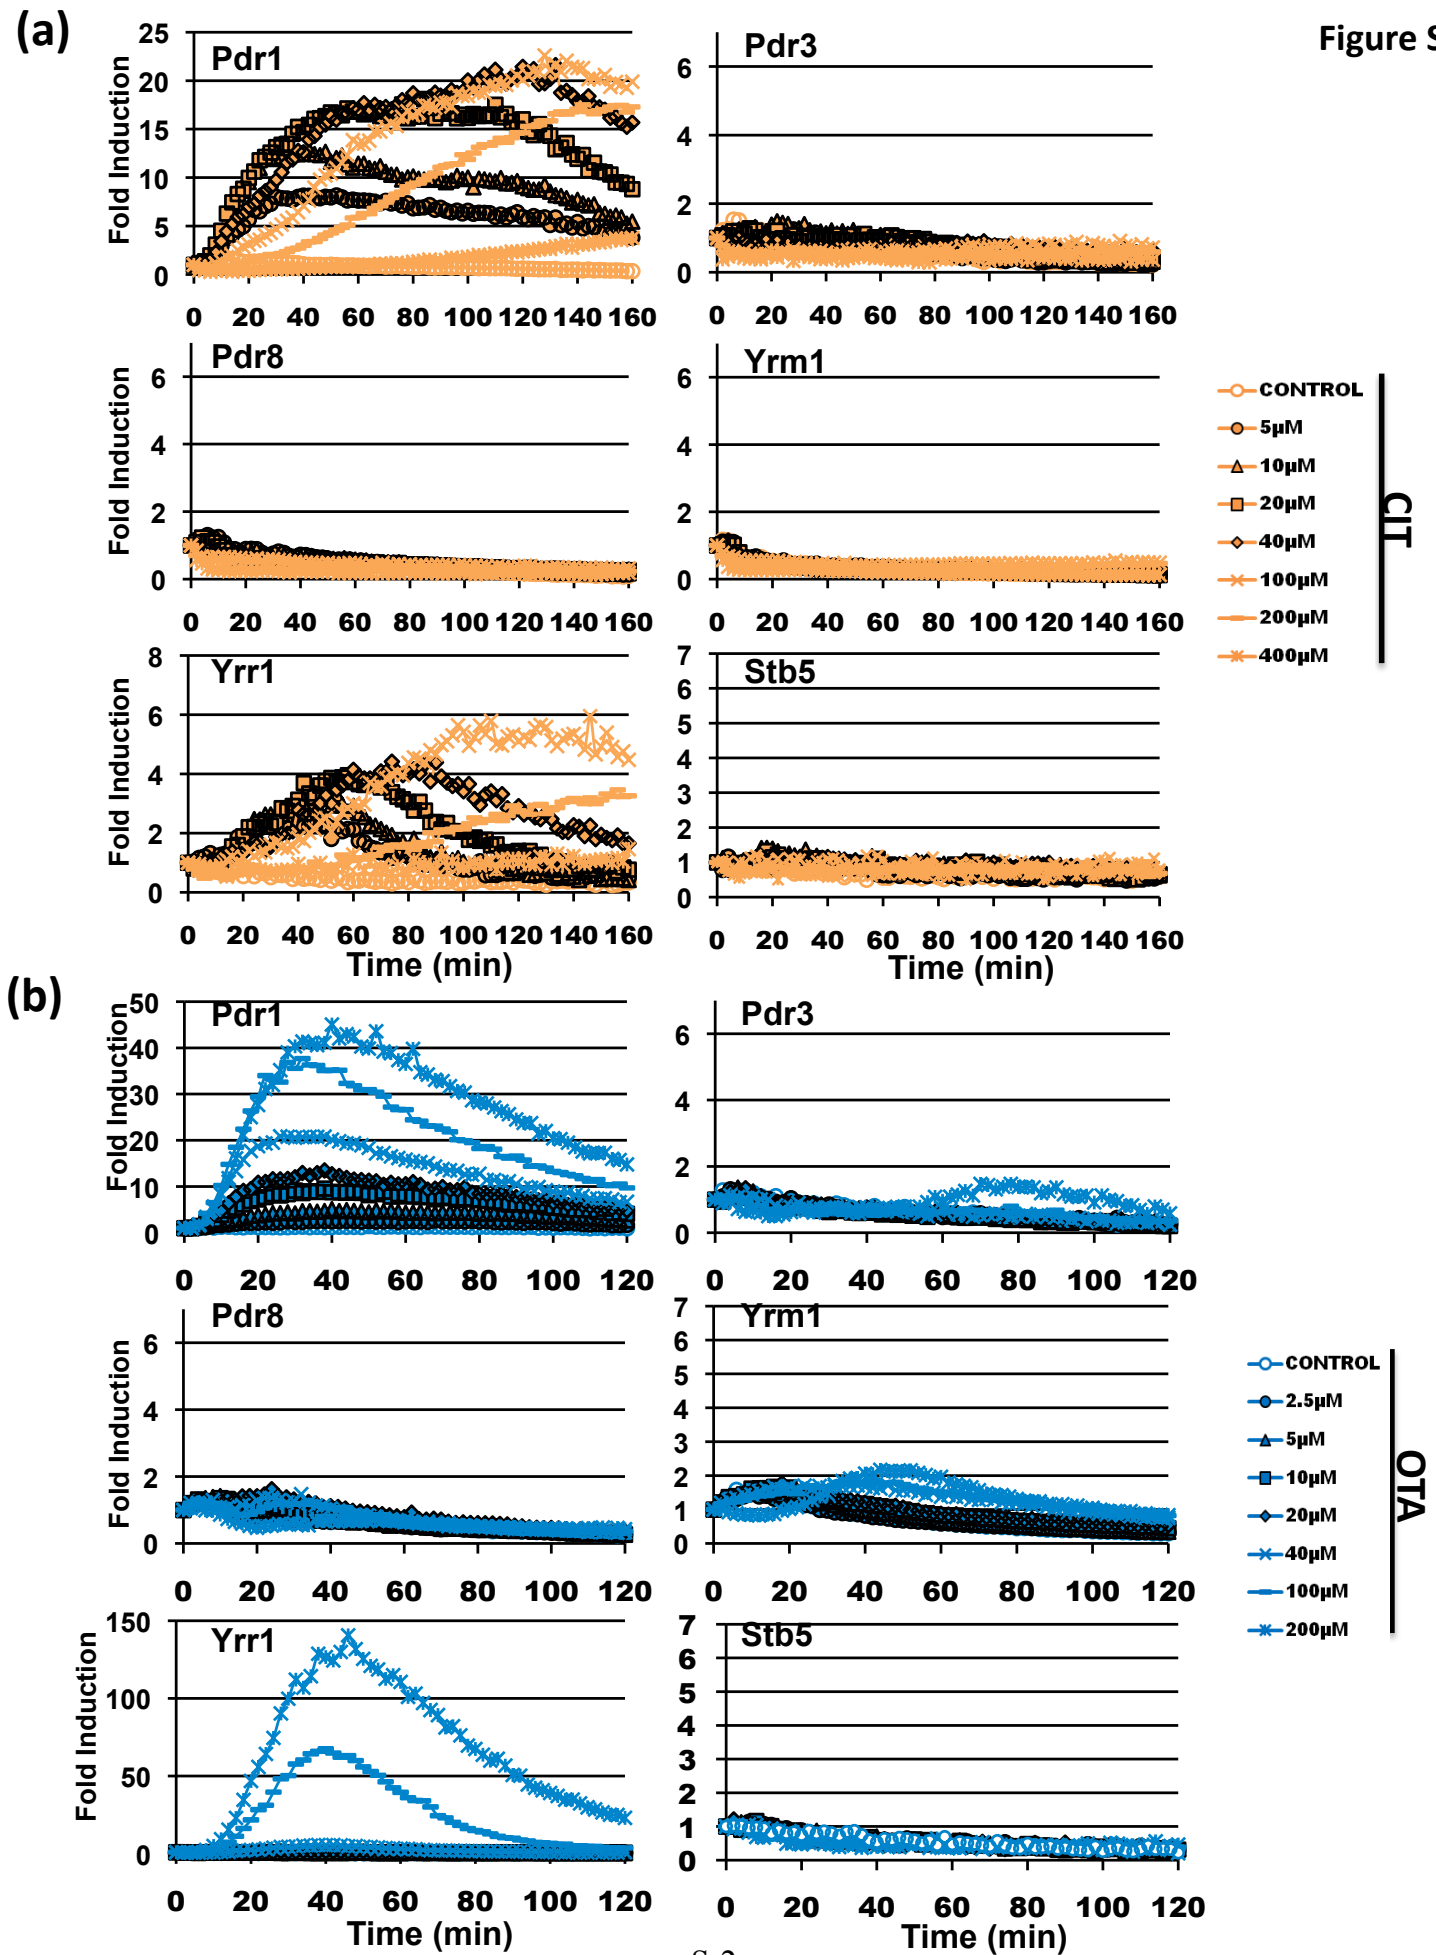 (a)
Figure S
Pdr1
Fold Induction
25
20
15
10
5
0
0 20 40 60 80 100 120 140 160
Pdr3
6
4
2
0
0 20 40 60 80 100 120 140 160
Pdr8
Fold Induction
6
4
2
0
0 20 40 60 80 100 120 140 160
Yrm1
6
4
2
0
0 20 40 60 80 100 120 140 160
CONTROL
5µM
10µM
20µM
40µM
100µM
200µM
400µM
CIT
Yrr1
Fold Induction
8
6
4
2
0
0 20 40 60 80 100 120 140 160
Time (min)
Stb5
7
6
5
4
3
2
1
0
0 20 40 60 80 100 120 140 160
Time (min)
(b)
Pdr1
Fold Induction
50
40
30
20
10
0
0 20 40 60 80 100 120
Pdr3
6
4
2
0
0 20 40 60 80 100 120
Pdr8
Fold Induction
6
4
2
0
0 20 40 60 80 100 120
Yrm1
7
6
5
4
3
2
1
0
0 20 40 60 80 100 120
CONTROL
2.5µM
5µM
10µM
20µM
40µM
100µM
200µM
OTA
Yrr1
Fold Induction
150
100
50
0
0 20 40 60 80 100 120
Time (min)
Stb5
7
6
5
4
3
2
1
0
0 20 40 60 80 100 120
Time (min)
S-2